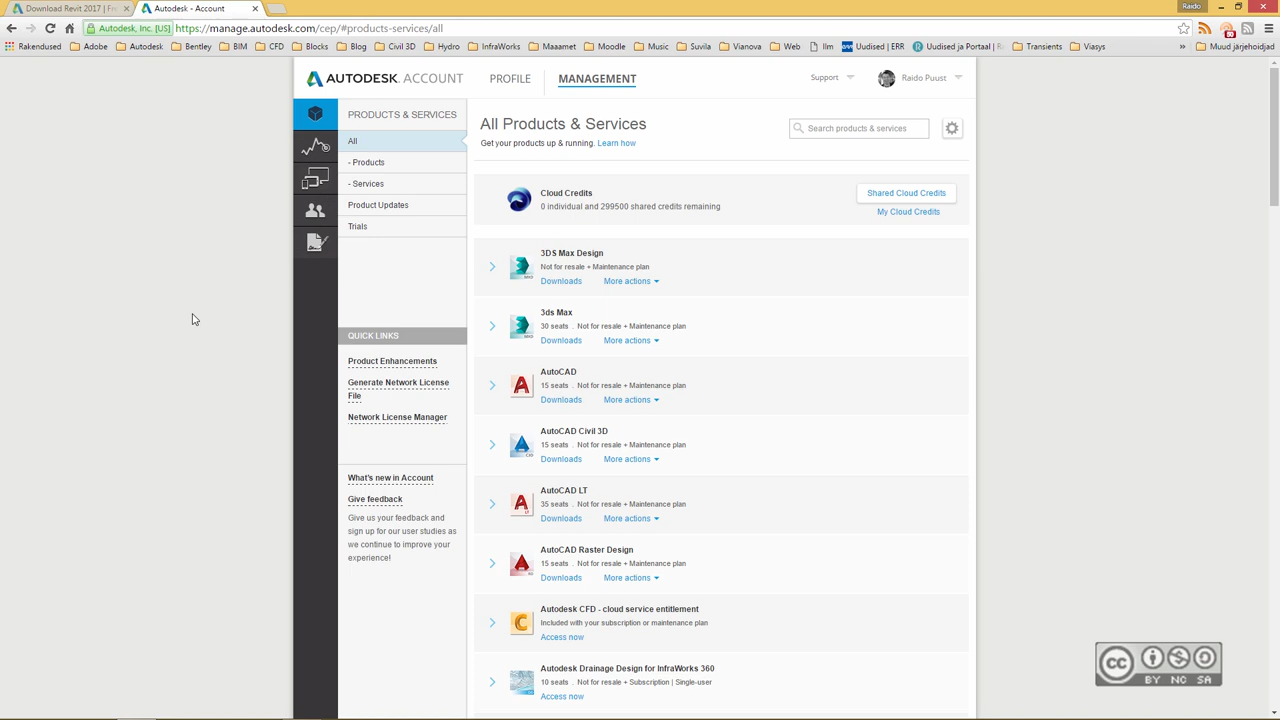 Download Revit 2017 | Fr
Autodesk - Account
Raido
Autodesk, Inc. [US]
https://manage.autodesk.com/cep/#products-services/all
Rakendused
Adobe
Autodesk
Bentley
BIM
CFD
Blocks
Blog
Civil 3D
Hydro
InfraWorks
Maaamet
Moodle
Music
Suvila
Vianova
Web
Ilm
Uudised | ERR
Uudised ja Portaal |
Transients
Viasys
»
Muud järjehoidjad
AUTODESK. ACCOUNT
PROFILE
MANAGEMENT
Support
Raido Puust
PRODUCTS & SERVICES
All
- Products
- Services
Product Updates
Trials
QUICK LINKS
Product Enhancements
Generate Network License
File
Network License Manager
What's new in Account
Give feedback
Give us your feedback and
sign up for our user studies as
we continue to improve your
experience!
All Products & Services
Get your products up & running. Learn how
Search products & services
Cloud Credits
0 individual and 299500 shared credits remaining
Shared Cloud Credits
My Cloud Credits
3DS Max Design
Not for resale + Maintenance plan
Downloads More actions
3ds Max
30 seats . Not for resale + Maintenance plan
Downloads More actions
AutoCAD
15 seats . Not for resale + Maintenance plan
Downloads More actions
AutoCAD Civil 3D
15 seats . Not for resale + Maintenance plan
Downloads More actions
AutoCAD LT
35 seats . Not for resale + Maintenance plan
Downloads More actions
AutoCAD Raster Design
15 seats . Not for resale + Maintenance plan
Downloads More actions
Autodesk CFD - cloud service entitlement
Included with your subscription or maintenance plan
Access now
Autodesk Drainage Design for InfraWorks 360
10 seats . Not for resale + Subscription | Single-user
Access now
cc
BY NC SA